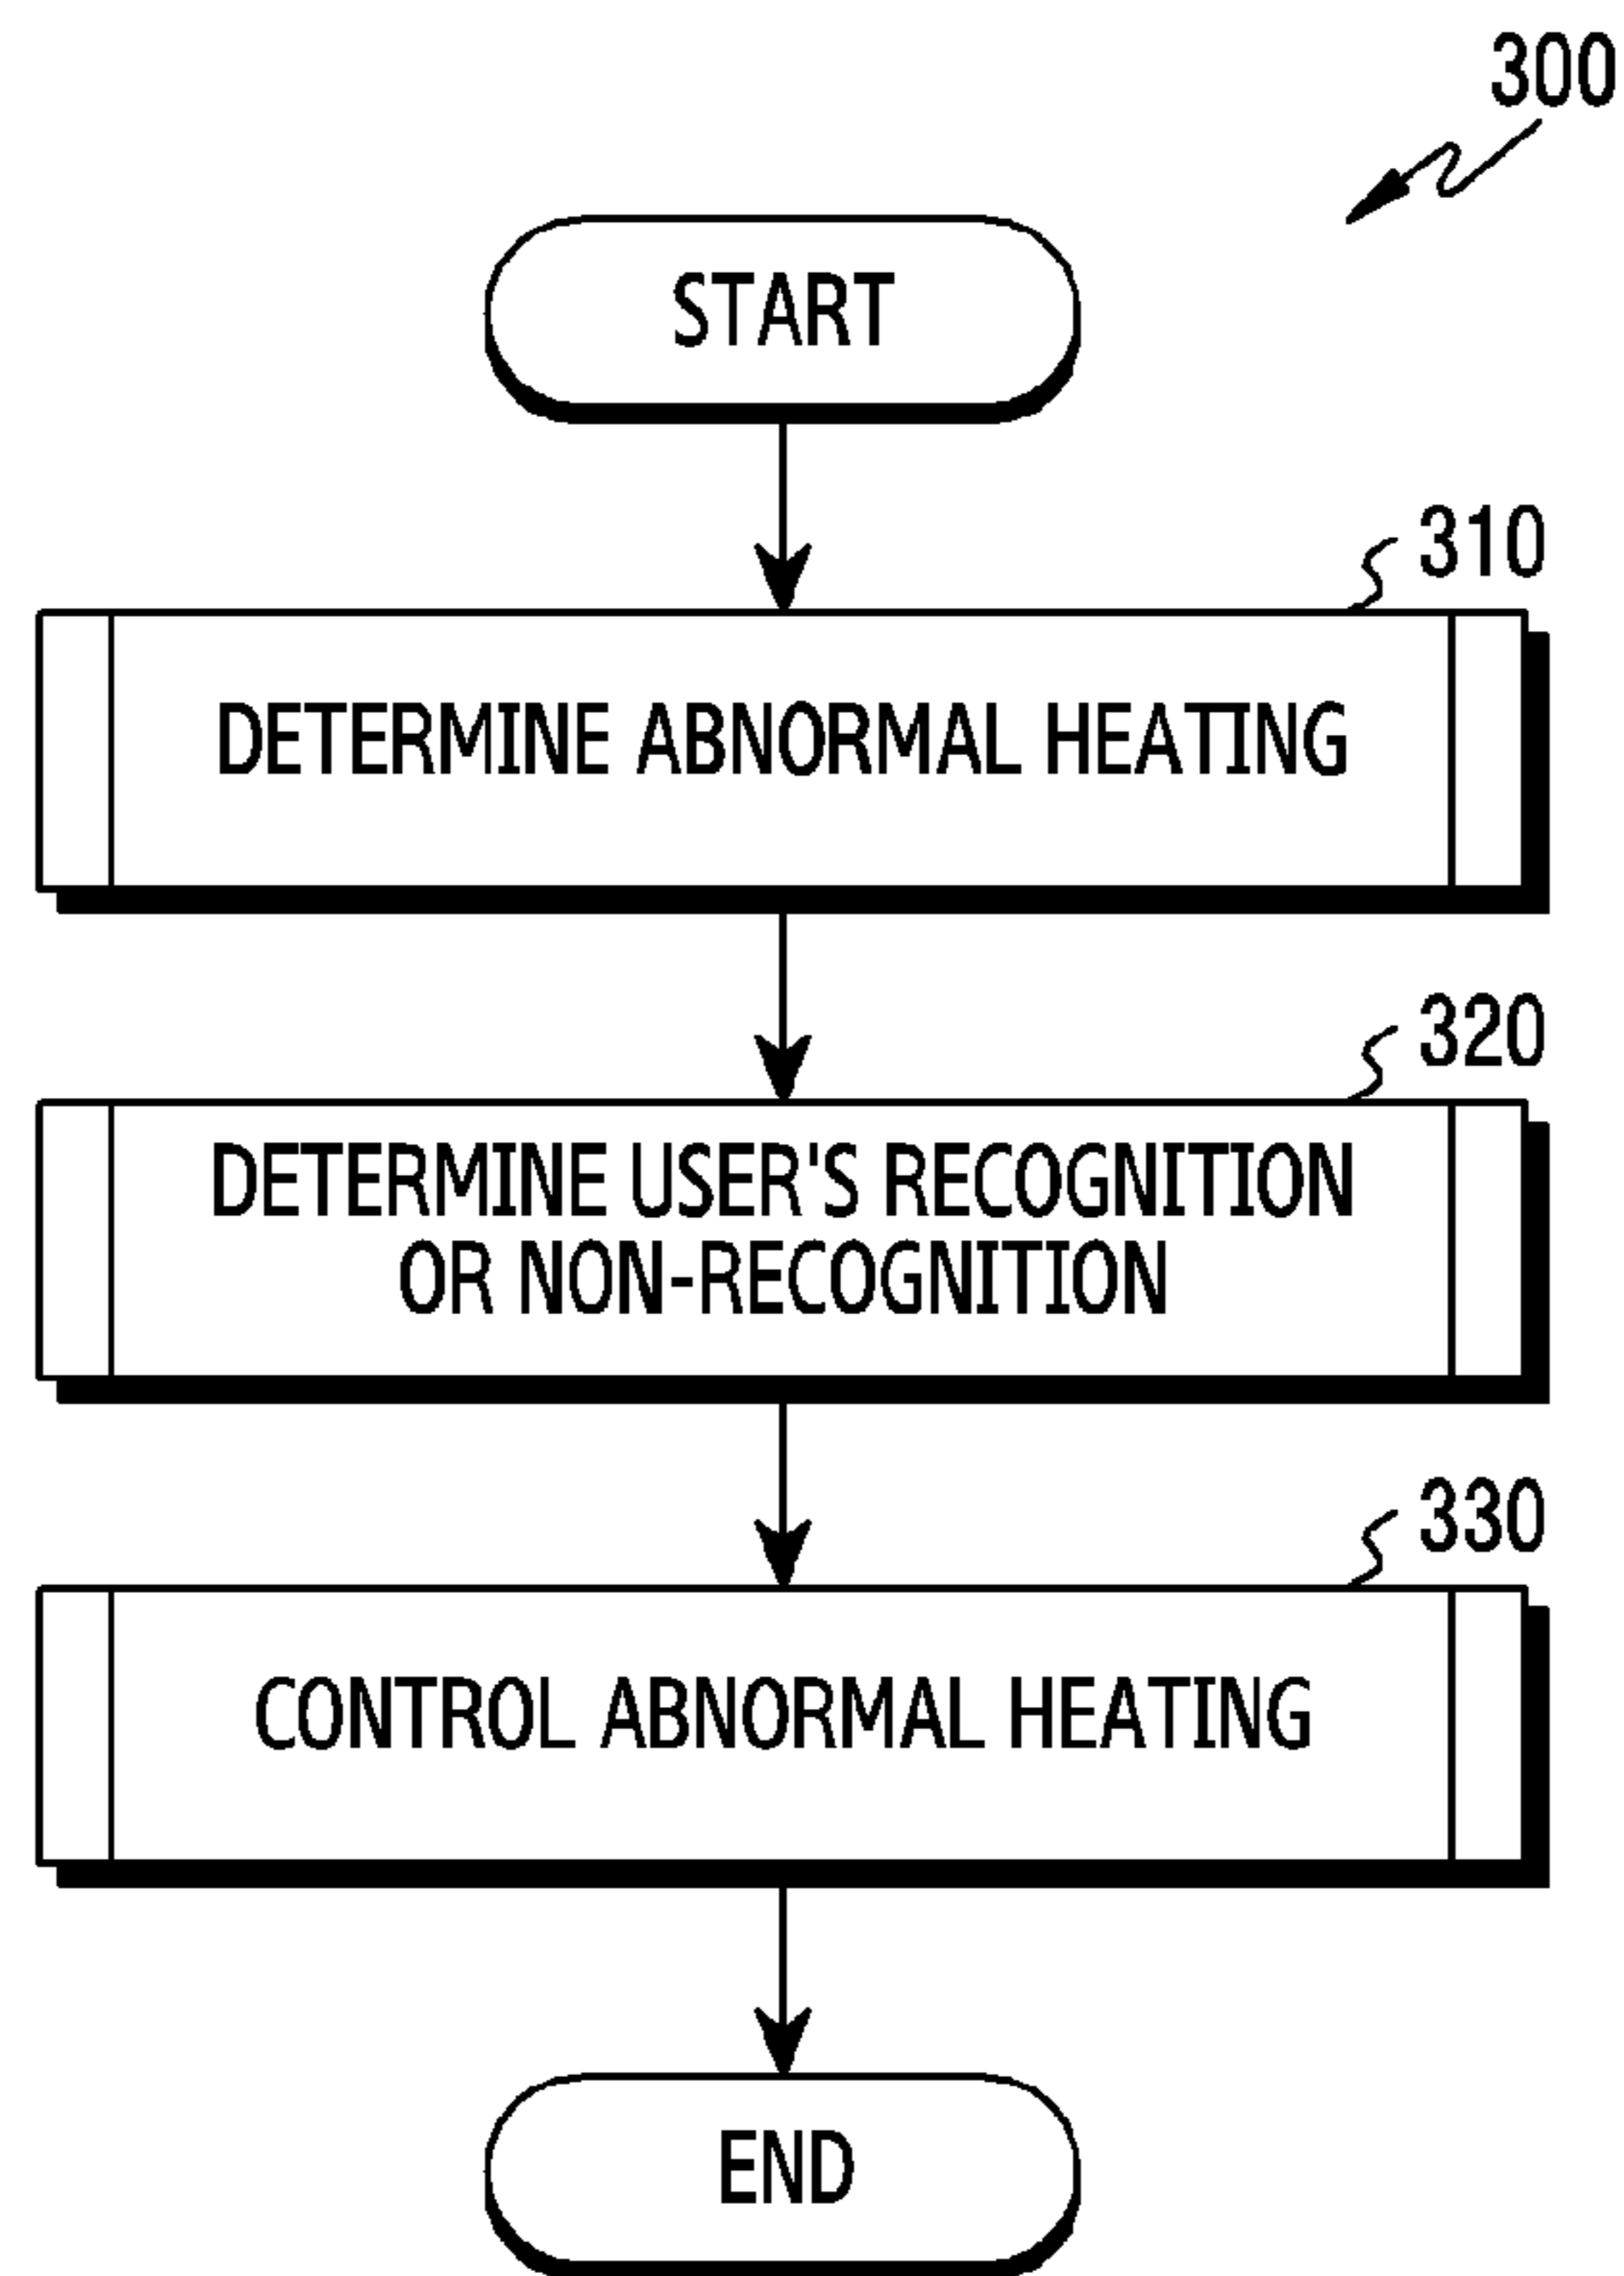 300
START
310
DETERMINE ABNORMAL HEATING
320
DETERMINE USER'S RECOGNITION
OR NON-RECOGNITION
330
CONTROL ABNORMAL HEATING
END